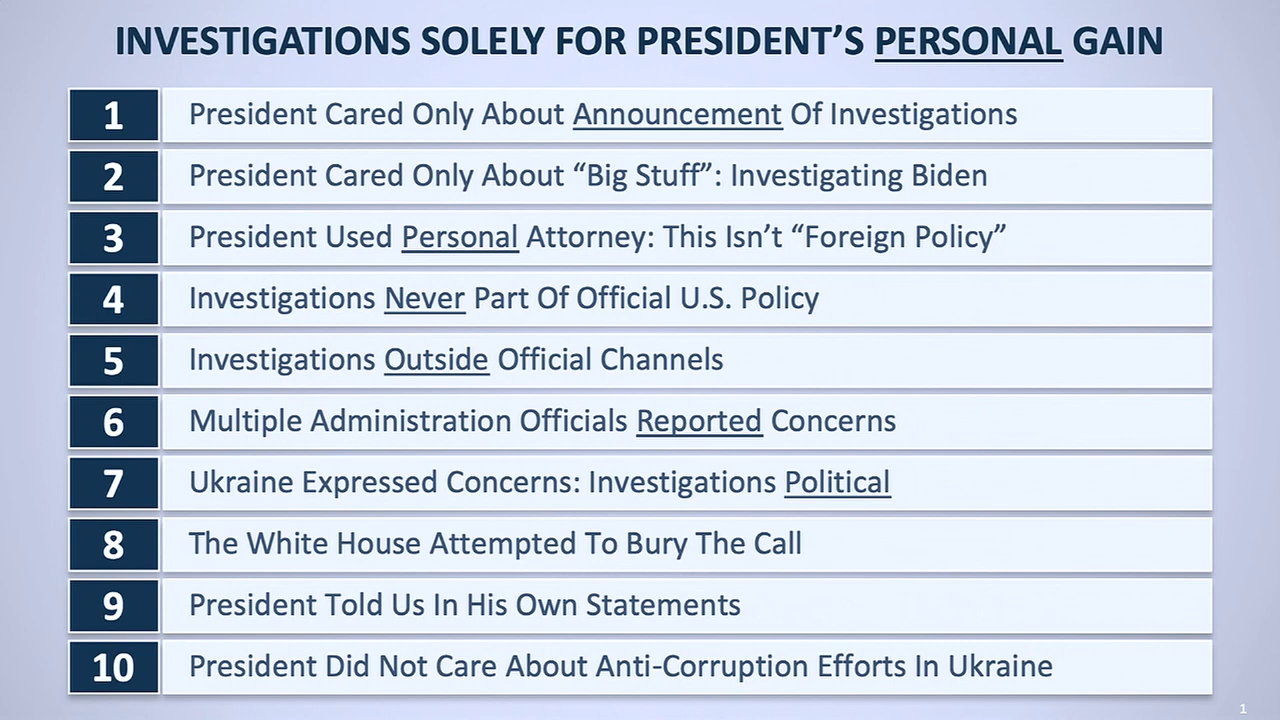 INVESTIGATIONS SOLELY FOR PRESIDENT’S PERSONAL GAIN
1 President Cared Only About Announcement Of Investigations
2 President Cared Only About “Big Stuff”: Investigating Biden
3 President Used Personal Attorney: This Isn’t “Foreign Policy”
4 Investigations Never Part Of Official U.S. Policy
5 Investigations Outside Official Channels
6 Multiple Administration Officials Reported Concerns
7 Ukraine Expressed Concerns: Investigations Political
8 The White House Attempted To Bury The Call
9 President Told Us In His Own Statements
10 President Did Not Care About Anti-Corruption Efforts In Ukraine
1